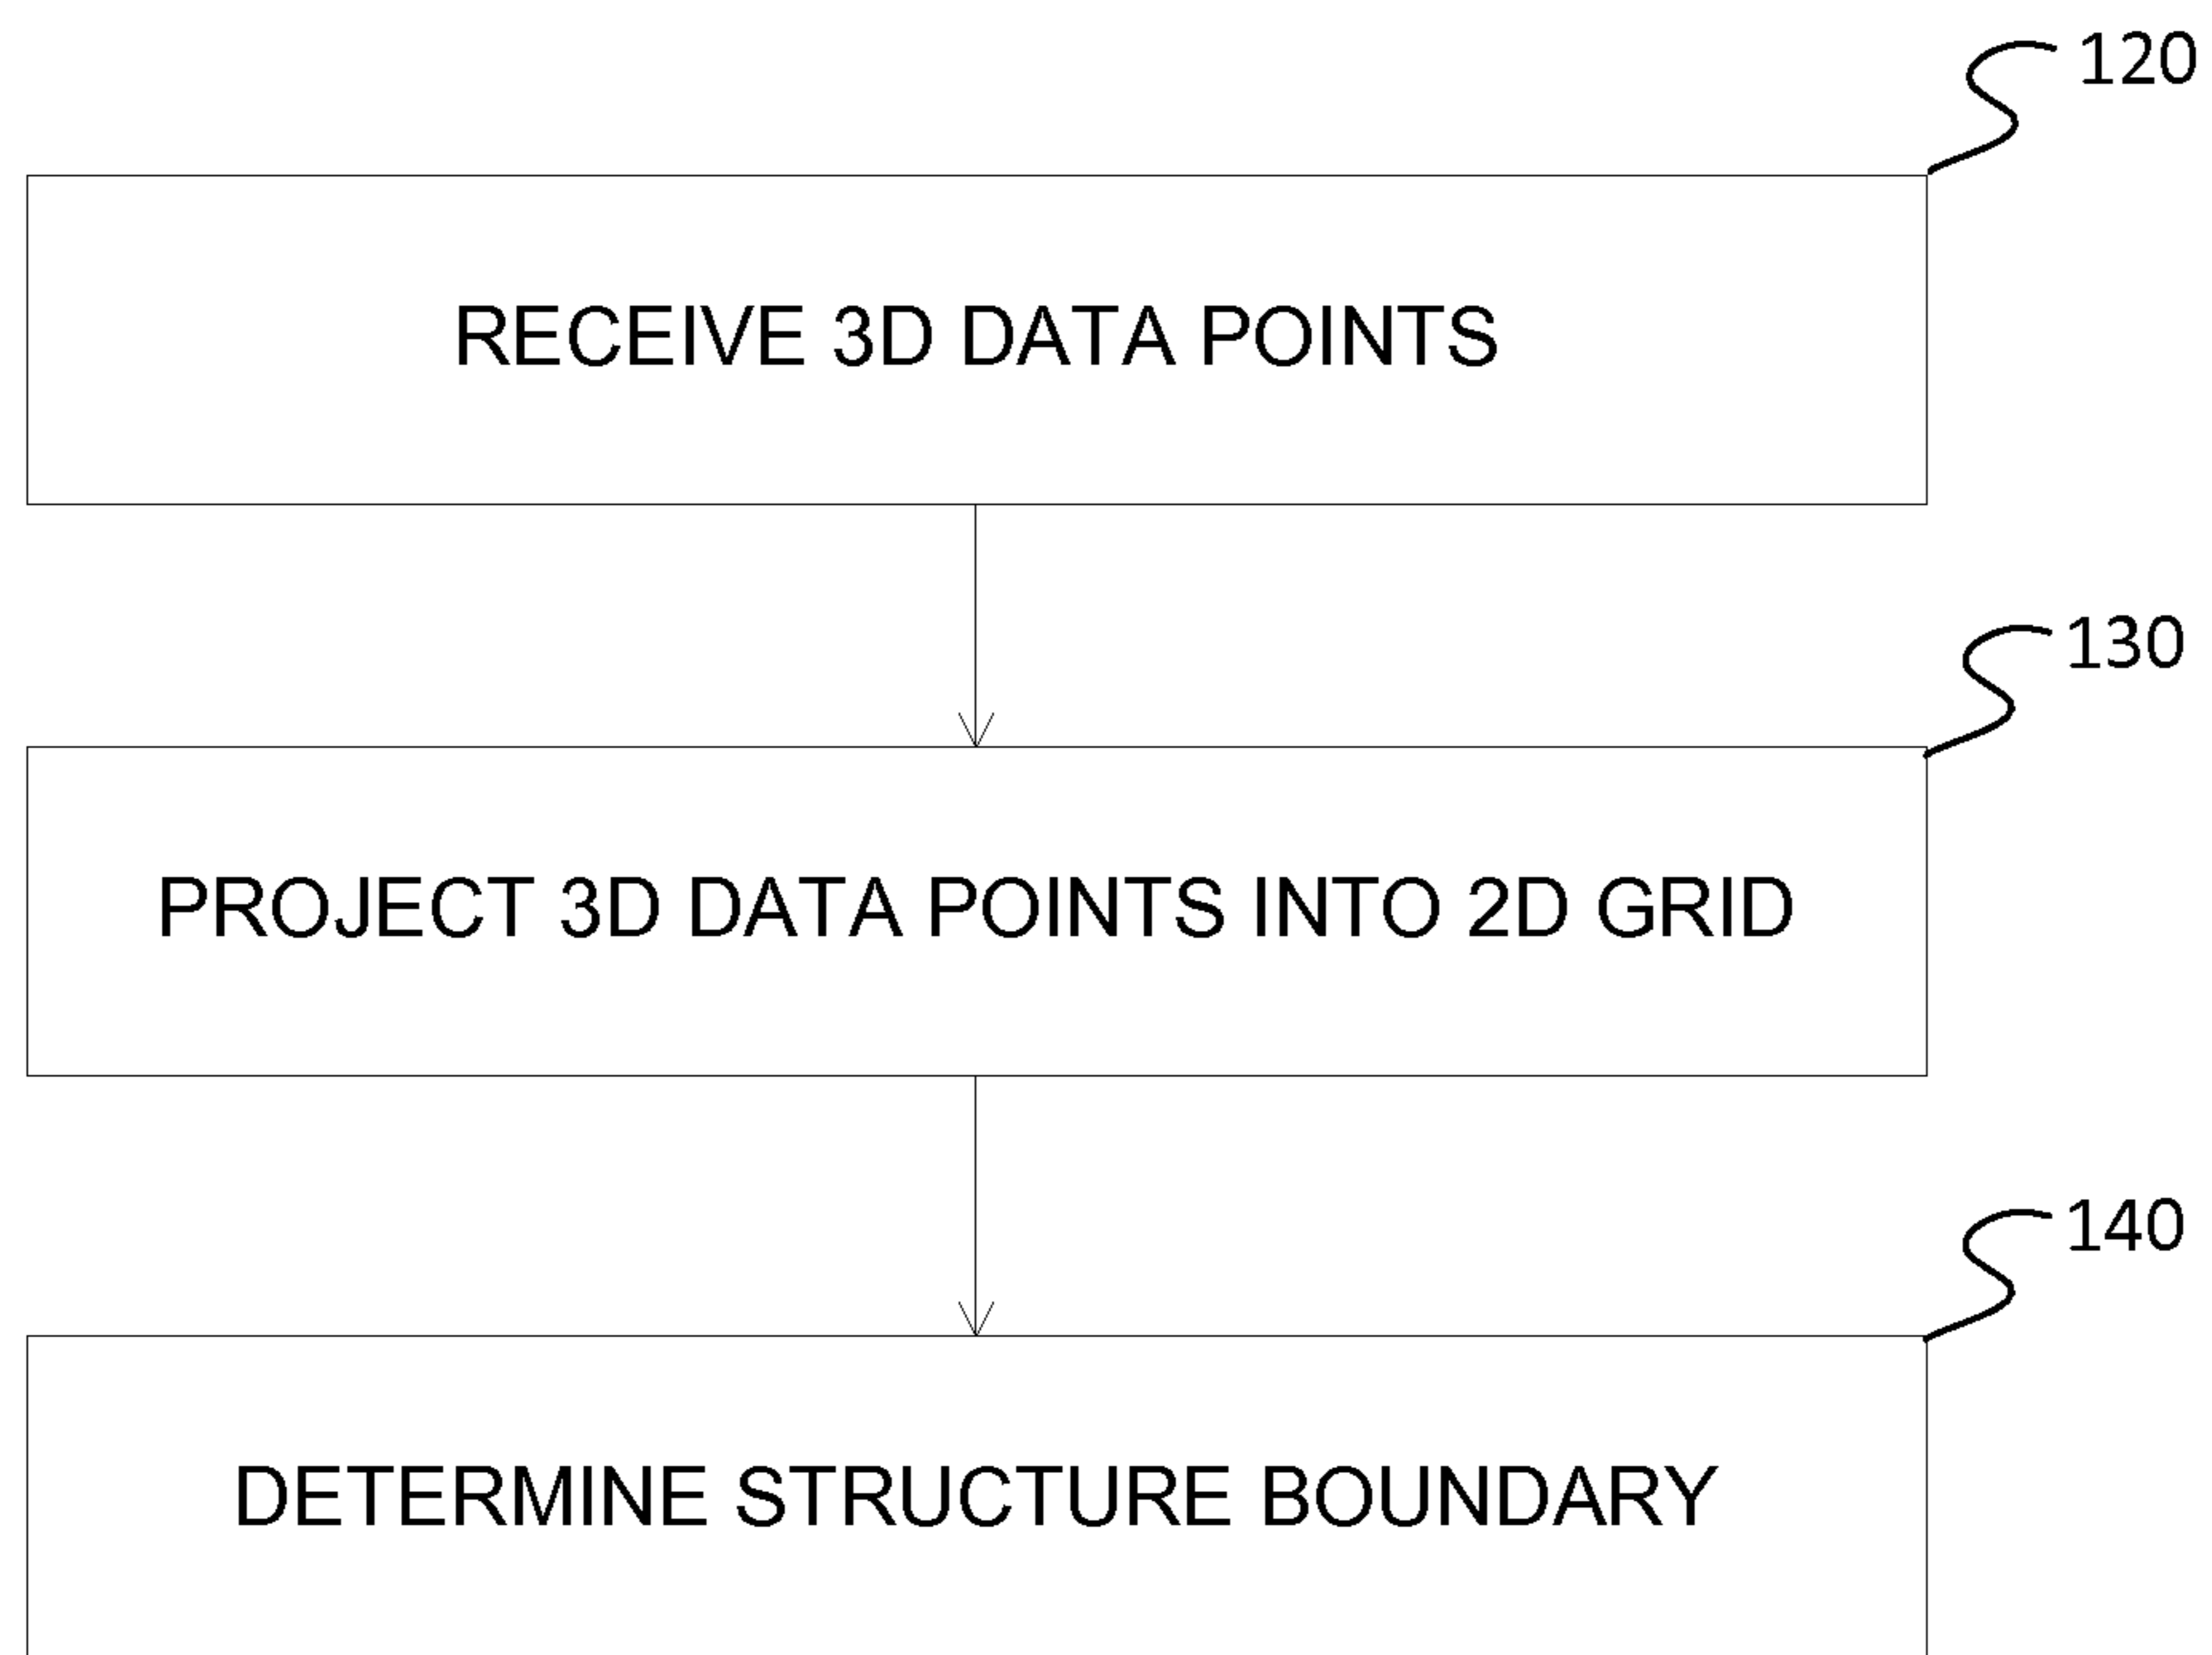 120
RECEIVE 3D DATA POINTS
130
PROJECT 3D DATA POINTS INTO 2D GRID
140
DETERMINE STRUCTURE BOUNDARY